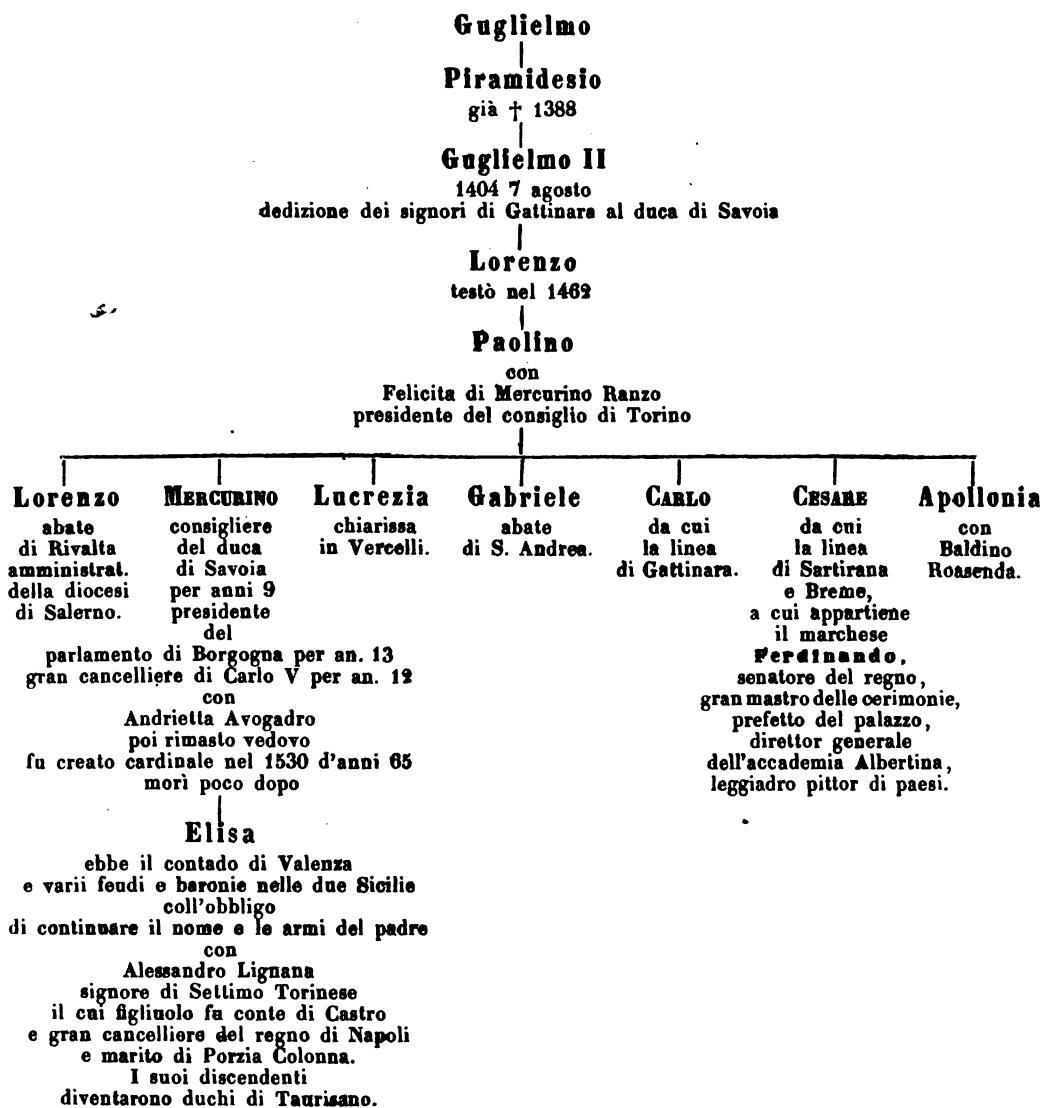 Guglielmo
Piramidesio
già † 1388
Guglielmo II
1404 7 agosto
dedizione dei signori di Gattinara al duca di Savoia
Lorenzo
testò nel 1462
Paolino
con
Felicita di Mercurino Ranzo
presidente del consiglio di Torino
Lorenzo
abate
di Rivalta
amministrat.
della diocesi
di Salerno.
MERCURINO
consigliere
del duca
di Savoia
per anni 9
presidente
del
parlamento di Borgogna per an. 13
gran cancelliere di Carlo V per an. 12
con
Andrietta Avogadro
poi rimasto vedovo
fu creato cardinale nel 1530 d'anni 65
morì poco dopo
Elisa
ebbe il contado di Valenza
e varii feudi e baronie nelle due Sicilie
coll'obbligo
di continuare il nome e le armi del padre
con
Alessandro Lignana
signore di Settimo Torinese
il cui figliuolo fu conte di Castro
e gran cancelliere del regno di Napoli
e marito di Porzia Colonna.
I suoi discendenti
diventarono duchi di Taurisano.
Lucrezia
chiarissa
in Vercelli.
Gabriele
abate
di S. Andrea.
CARLO
da cui
la linea
di Gattinara.
CESARE
da cui
la linea
di Sartirana
e Breme,
a cui appartiene
il marchese
Ferdinando,
senatore del regno,
gran mastro delle cerimonie,
prefetto del palazzo,
direttor generale
dell'accademia Albertina,
leggiadro pittor di paesi.
Apollonia
con
Baldino
Roasenda.